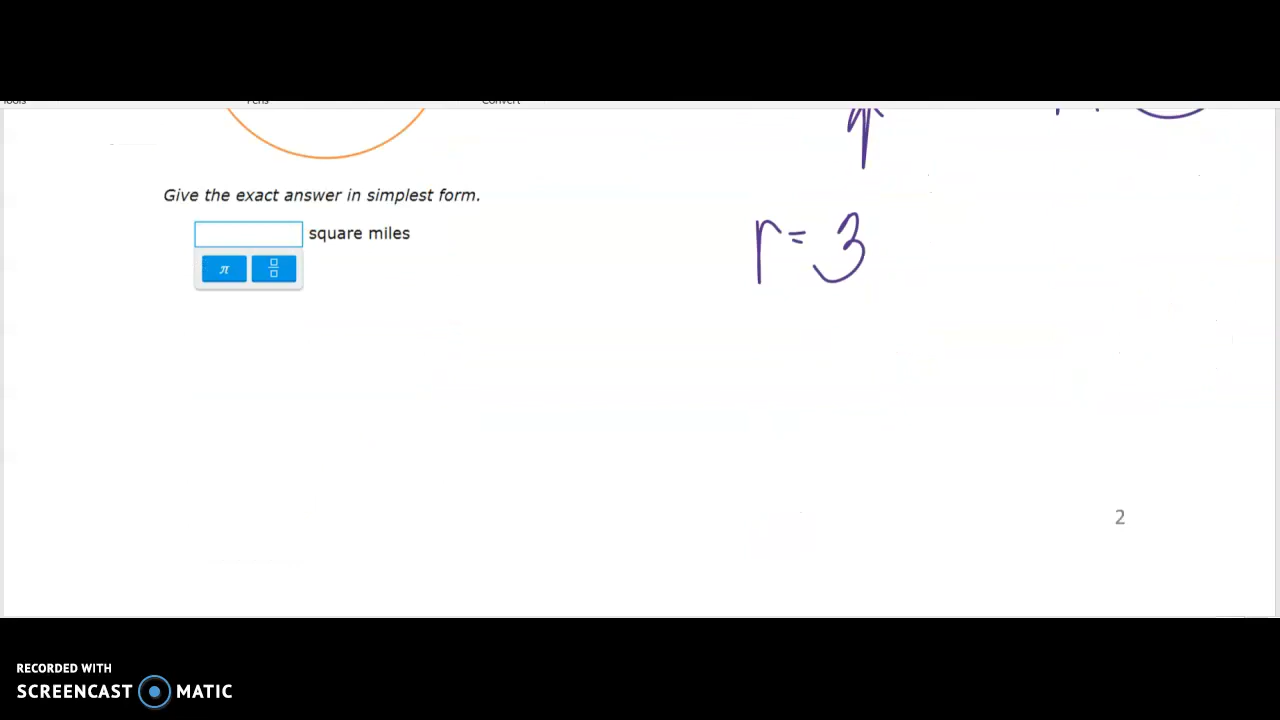 Give the exact answer in simplest form.
square miles
π
r = 3
2
RECORDED WITH
SCREENCAST MATIC